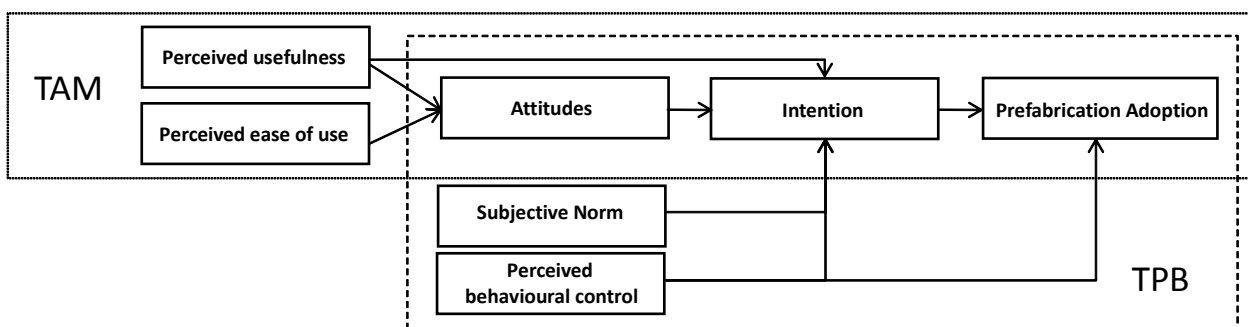 Perceived usefulness
TAM
Attitudes
Intention
Prefabrication Adoption
Perceived ease of use
Subjective Norm
Perceived
behavioural control
TPB